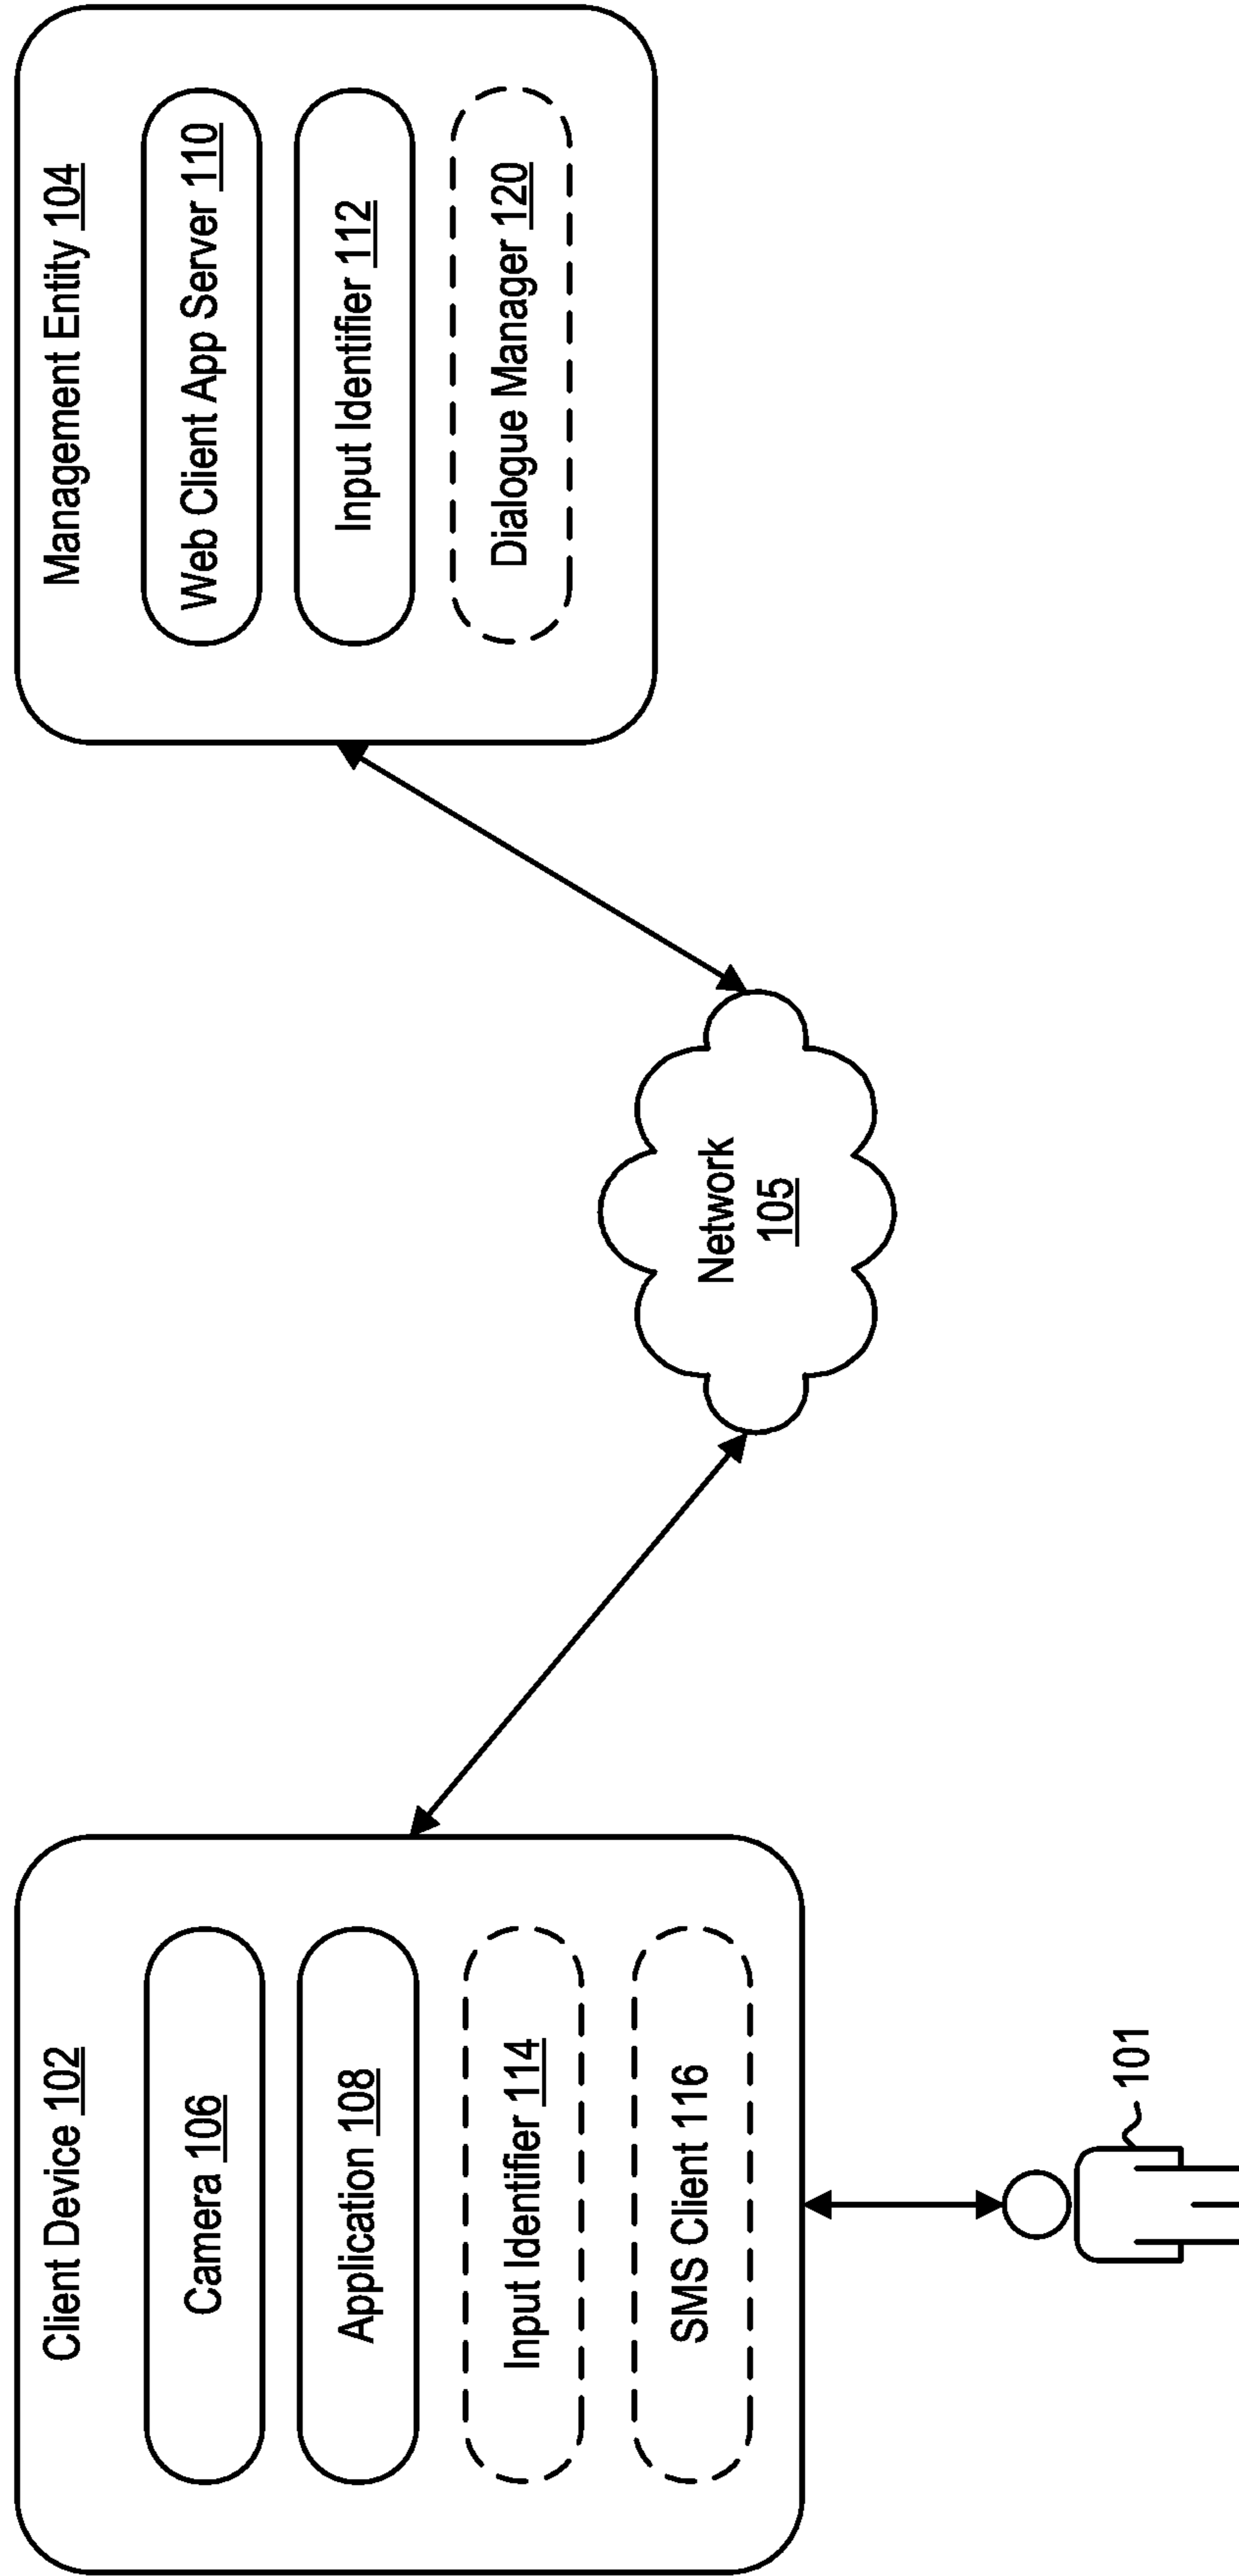 Client Device 102
Camera 106
Application 108
Input Identifier 114
SMS Client 116
101
Network
105
Management Entity 104
Web Client App Server 110
Input Identifier 112
Dialogue Manager 120